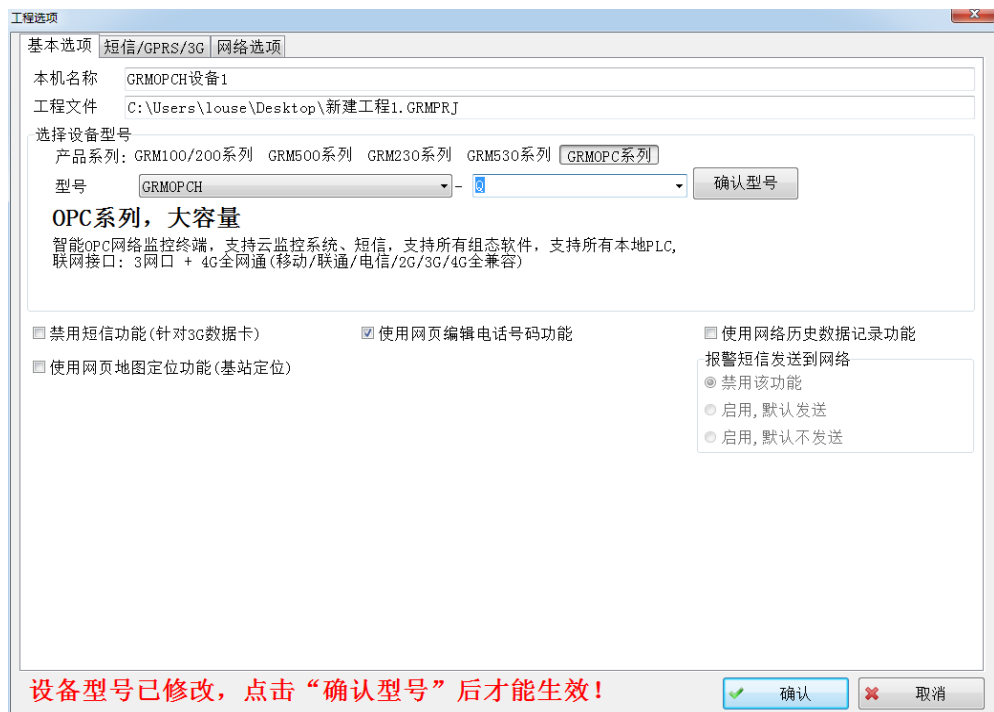 工程选项
基本选项 短信/GPRS/3G 网络选项
本机名称 GRMOPCH设备1
工程文件 C:\Users\louse\Desktop\新建工程1.GRMPRJ
选择设备型号
产品系列: GRM100/200系列 GRM500系列 GRM230系列 GRM530系列 GRMOPC系列
型号 GRMOPCH - Q 确认型号
OPC系列，大容量
智能OPC网络监控终端，支持云监控系统、短信，支持所有组态软件，支持所有本地PLC,
联网接口: 3网口 + 4G全网通(移动/联通/电信/2G/3G/4G全兼容)
禁用短信功能(针对3G数据卡) 使用网页编辑电话号码功能 使用网络历史数据记录功能
使用网页地图定位功能(基站定位)
报警短信发送到网络
禁用该功能
启用,默认发送
启用,默认不发送
设备型号已修改，点击“确认型号”后才能生效！ 确认 取消